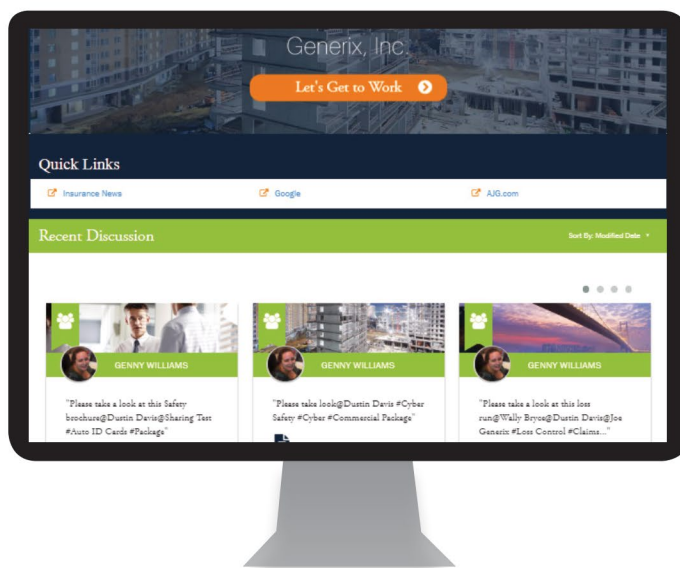 Generix, Inc.
Let's Get to Work
Quick Links
Insurance News
Google
AJG.com
Recent Discussion
Sort By: Modified Date
GENNY WILLIAMS
"Please take a look at this Safety
brochure@Dustin Davis@Sharing Test
#Auto ID Cards #Package"
GENNY WILLIAMS
"Please take look@Dustin Davis #Cyber
Safety #Cyber #Commercial Package"
GENNY WILLIAMS
"Please take a look at this loss
run@Wally Bryce@Dustin Davis@Joe
Generix #Loss Control #Claims..."